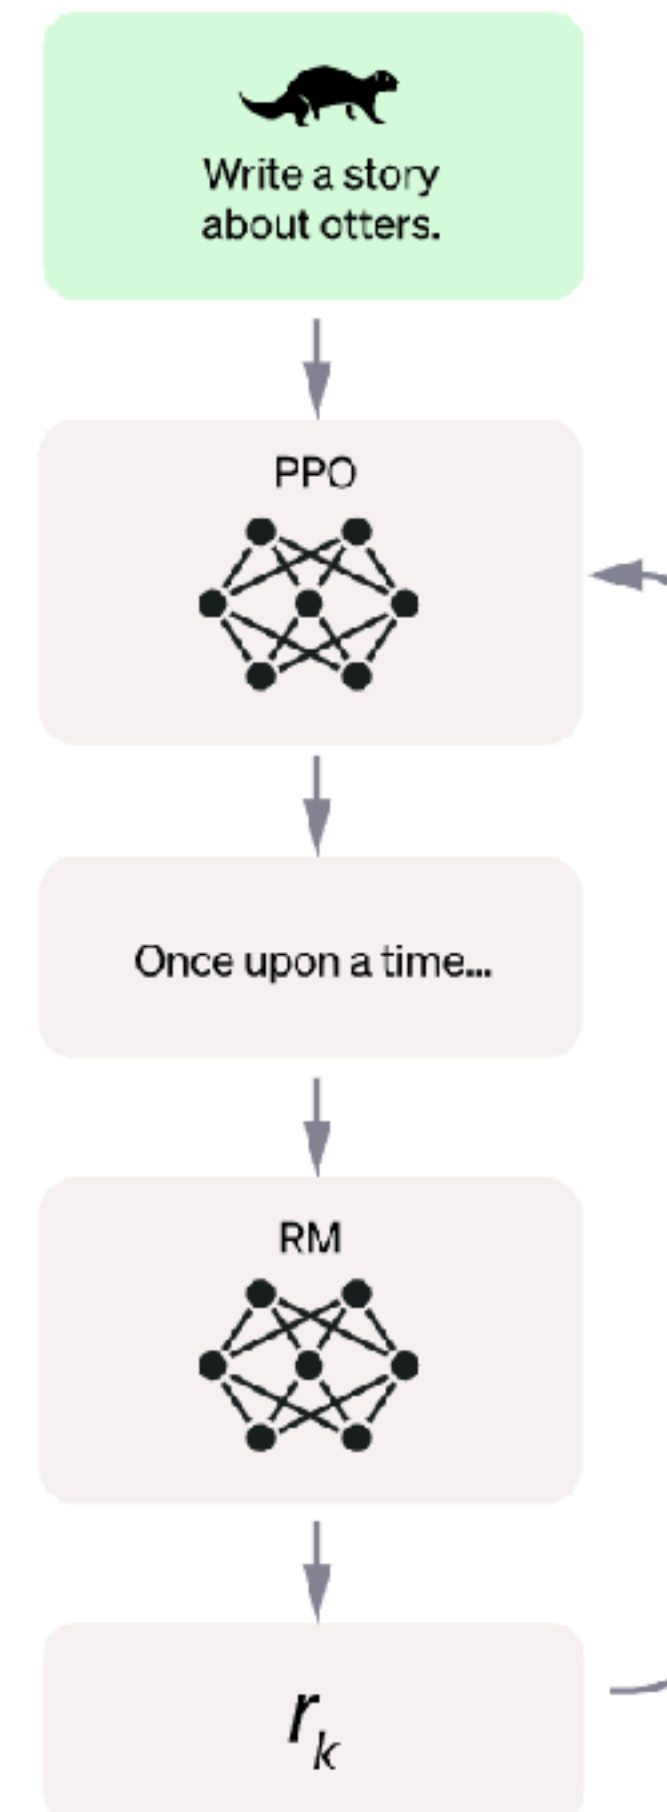 Write a story
about otters.
PPO
Once upon a time...
RM
r_k